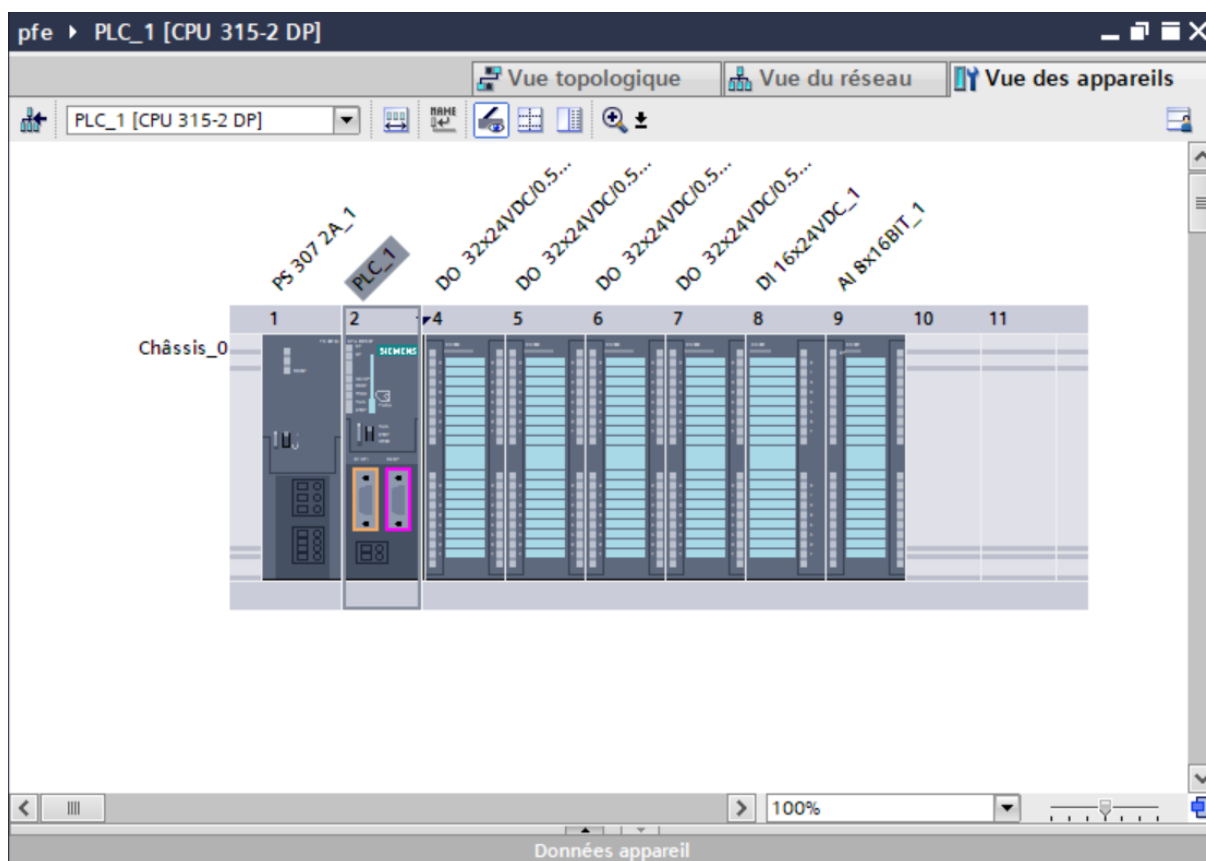 pfe ▸ PLC_1 [CPU 315-2 DP]
Vue topologique
Vue du réseau
Vue des appareils
PLC_1 [CPU 315-2 DP]
NAME
PS 307 2A_1
PLC_1
DO 32x24VDC/0.5...
DO 32x24VDC/0.5...
DO 32x24VDC/0.5...
DO 32x24VDC/0.5...
DI 16x24VDC_1
AI 8x16BIT_1
1 2 4 5 6 7 8 9 10 11
Châssis_0
SIEMENS
100%
Données appareil